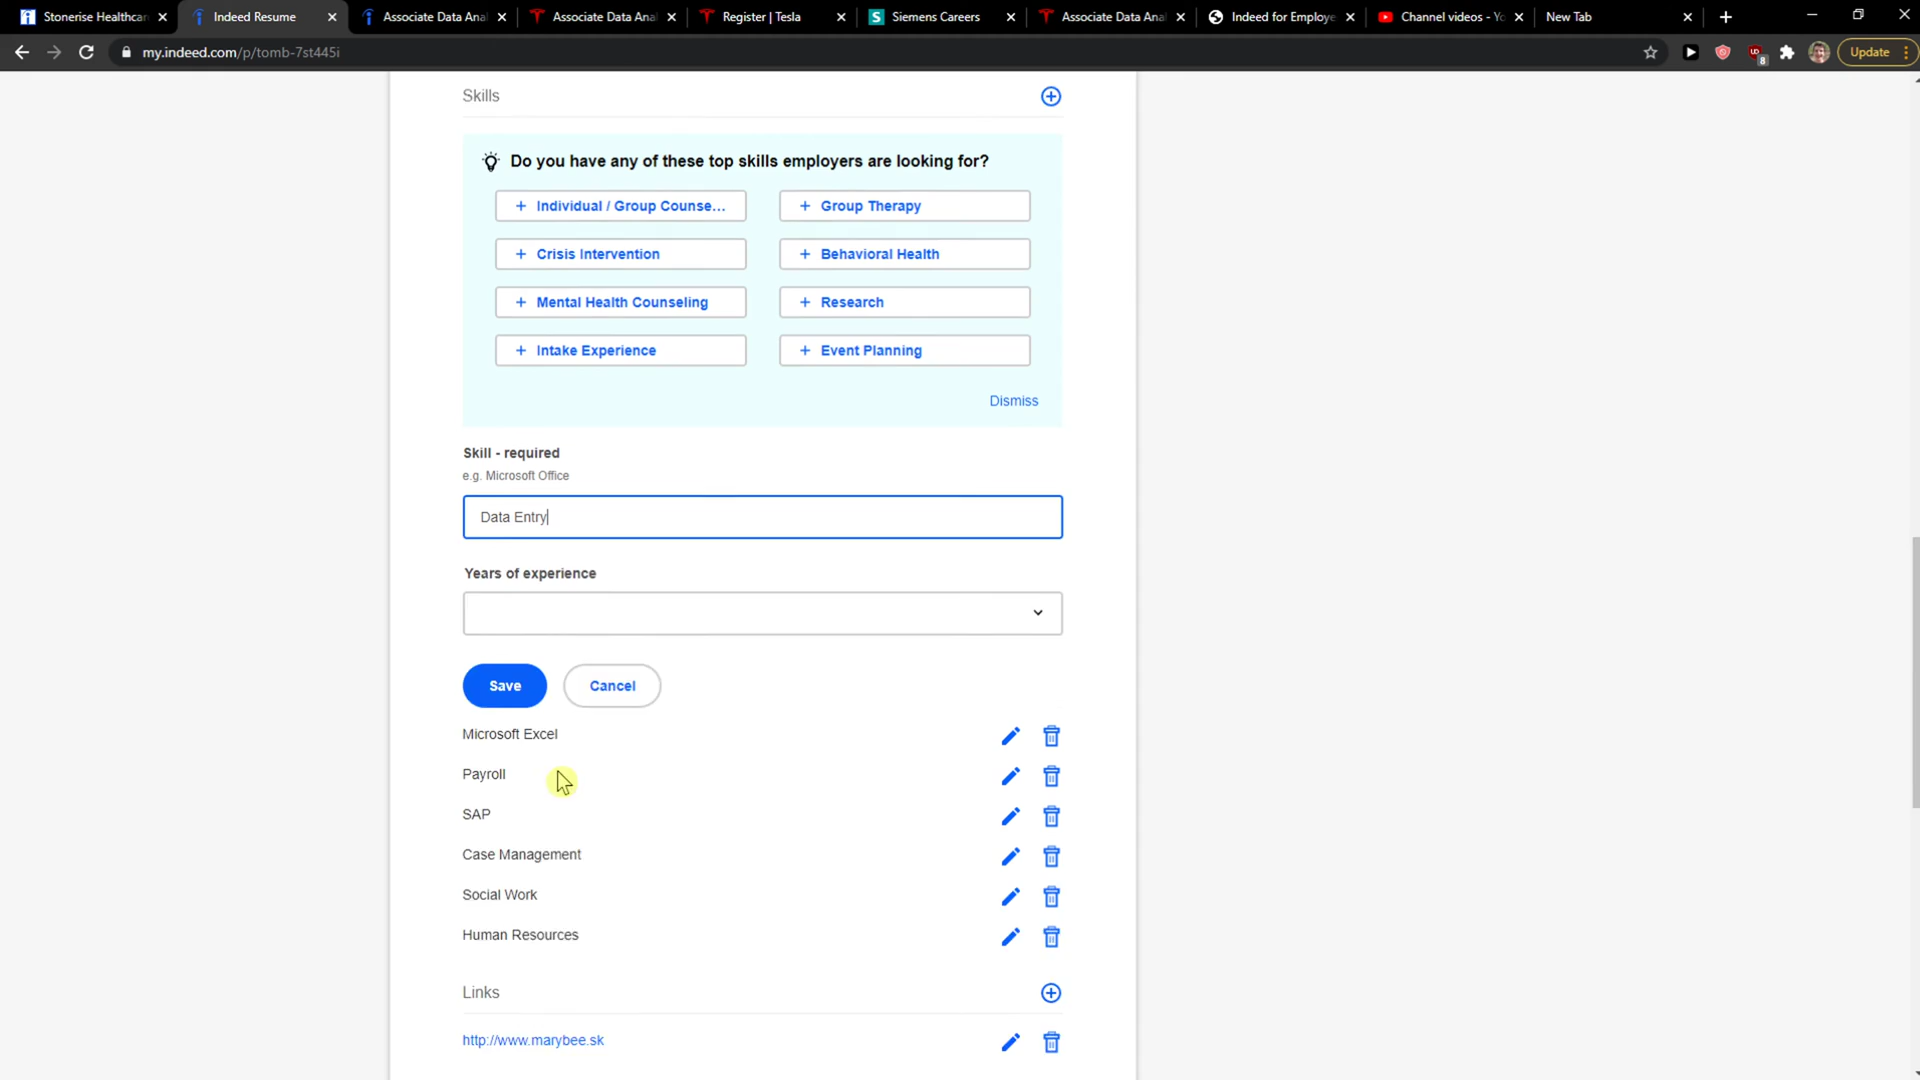 Stonerise Healthcar
Indeed Resume
Associate Data Anal
Associate Data Anal
Register | Tesla
Siemens Careers
Associate Data Anal
Indeed for Employe
Channel videos - Yo
New Tab
my.indeed.com/p/tomb-7st445i
Update
8
Skills
Do you have any of these top skills employers are looking for?
+ Individual / Group Counse...
+ Group Therapy
+ Crisis Intervention
+ Behavioral Health
+ Mental Health Counseling
+ Research
+ Intake Experience
+ Event Planning
Dismiss
Skill - required
e.g. Microsoft Office
Data Entry
Years of experience
Save
Cancel
Microsoft Excel
Payroll
SAP
Case Management
Social Work
Human Resources
Links
http://www.marybee.sk